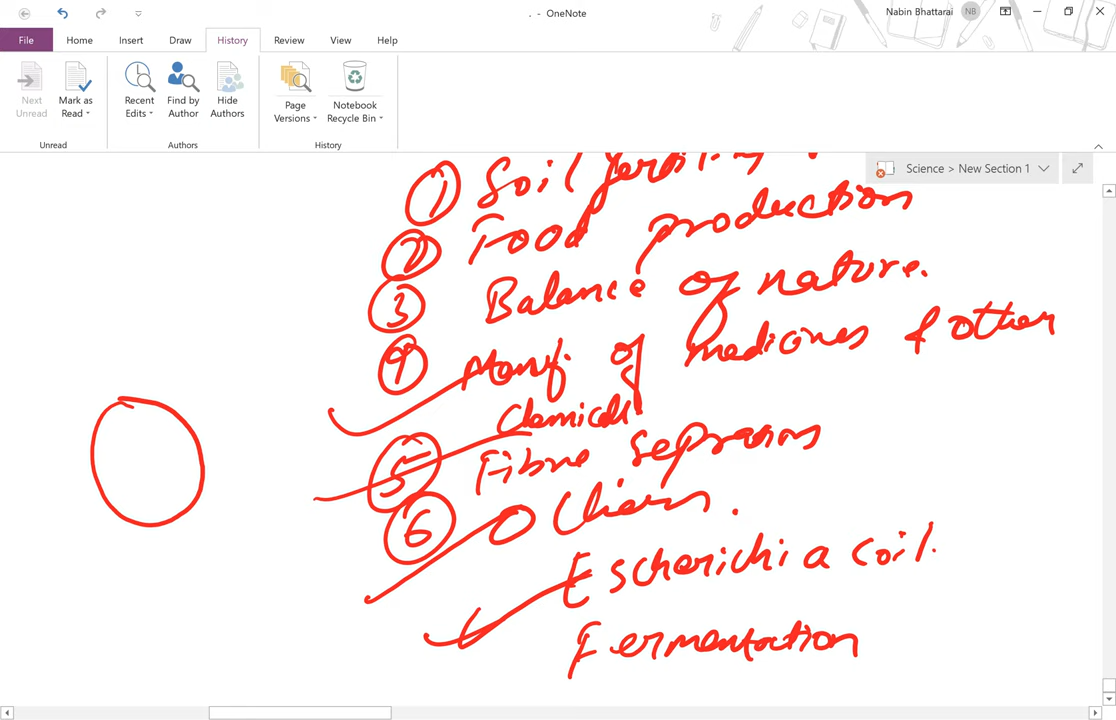 . - OneNote
Nabin Bhattarai NB
File Home Insert Draw History Review View Help
Next Unread
Mark as Read
Recent Edits
Find by Author
Hide Authors
Page Versions
Notebook Recycle Bin
Unread Authors History
Science > New Section 1
① Soil fertility
② Food production
③ Balance of nature.
④ Manf. of medicines & other
Chemicals
⑤ Fibre
⑥ 
Escherichia coil.
Fermentation